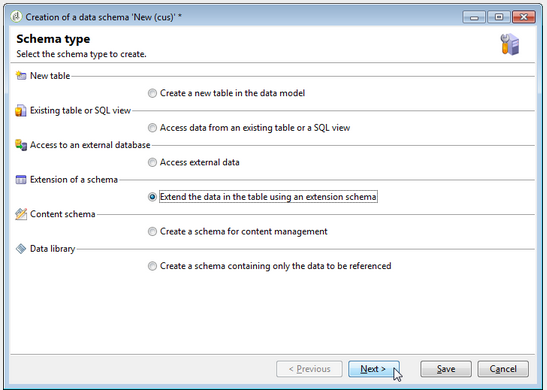 Creation of a data schema 'New (cus)' *
Schema type
Select the schema type to create.
New table
Create a new table in the data model
Existing table or SQL view
Access data from an existing table or a SQL view
Access to an external database
Access external data
Extension of a schema
Extend the data in the table using an extension schema
Content schema
Create a schema for content management
Data library
Create a schema containing only the data to be referenced
< Previous Next > Save Cancel